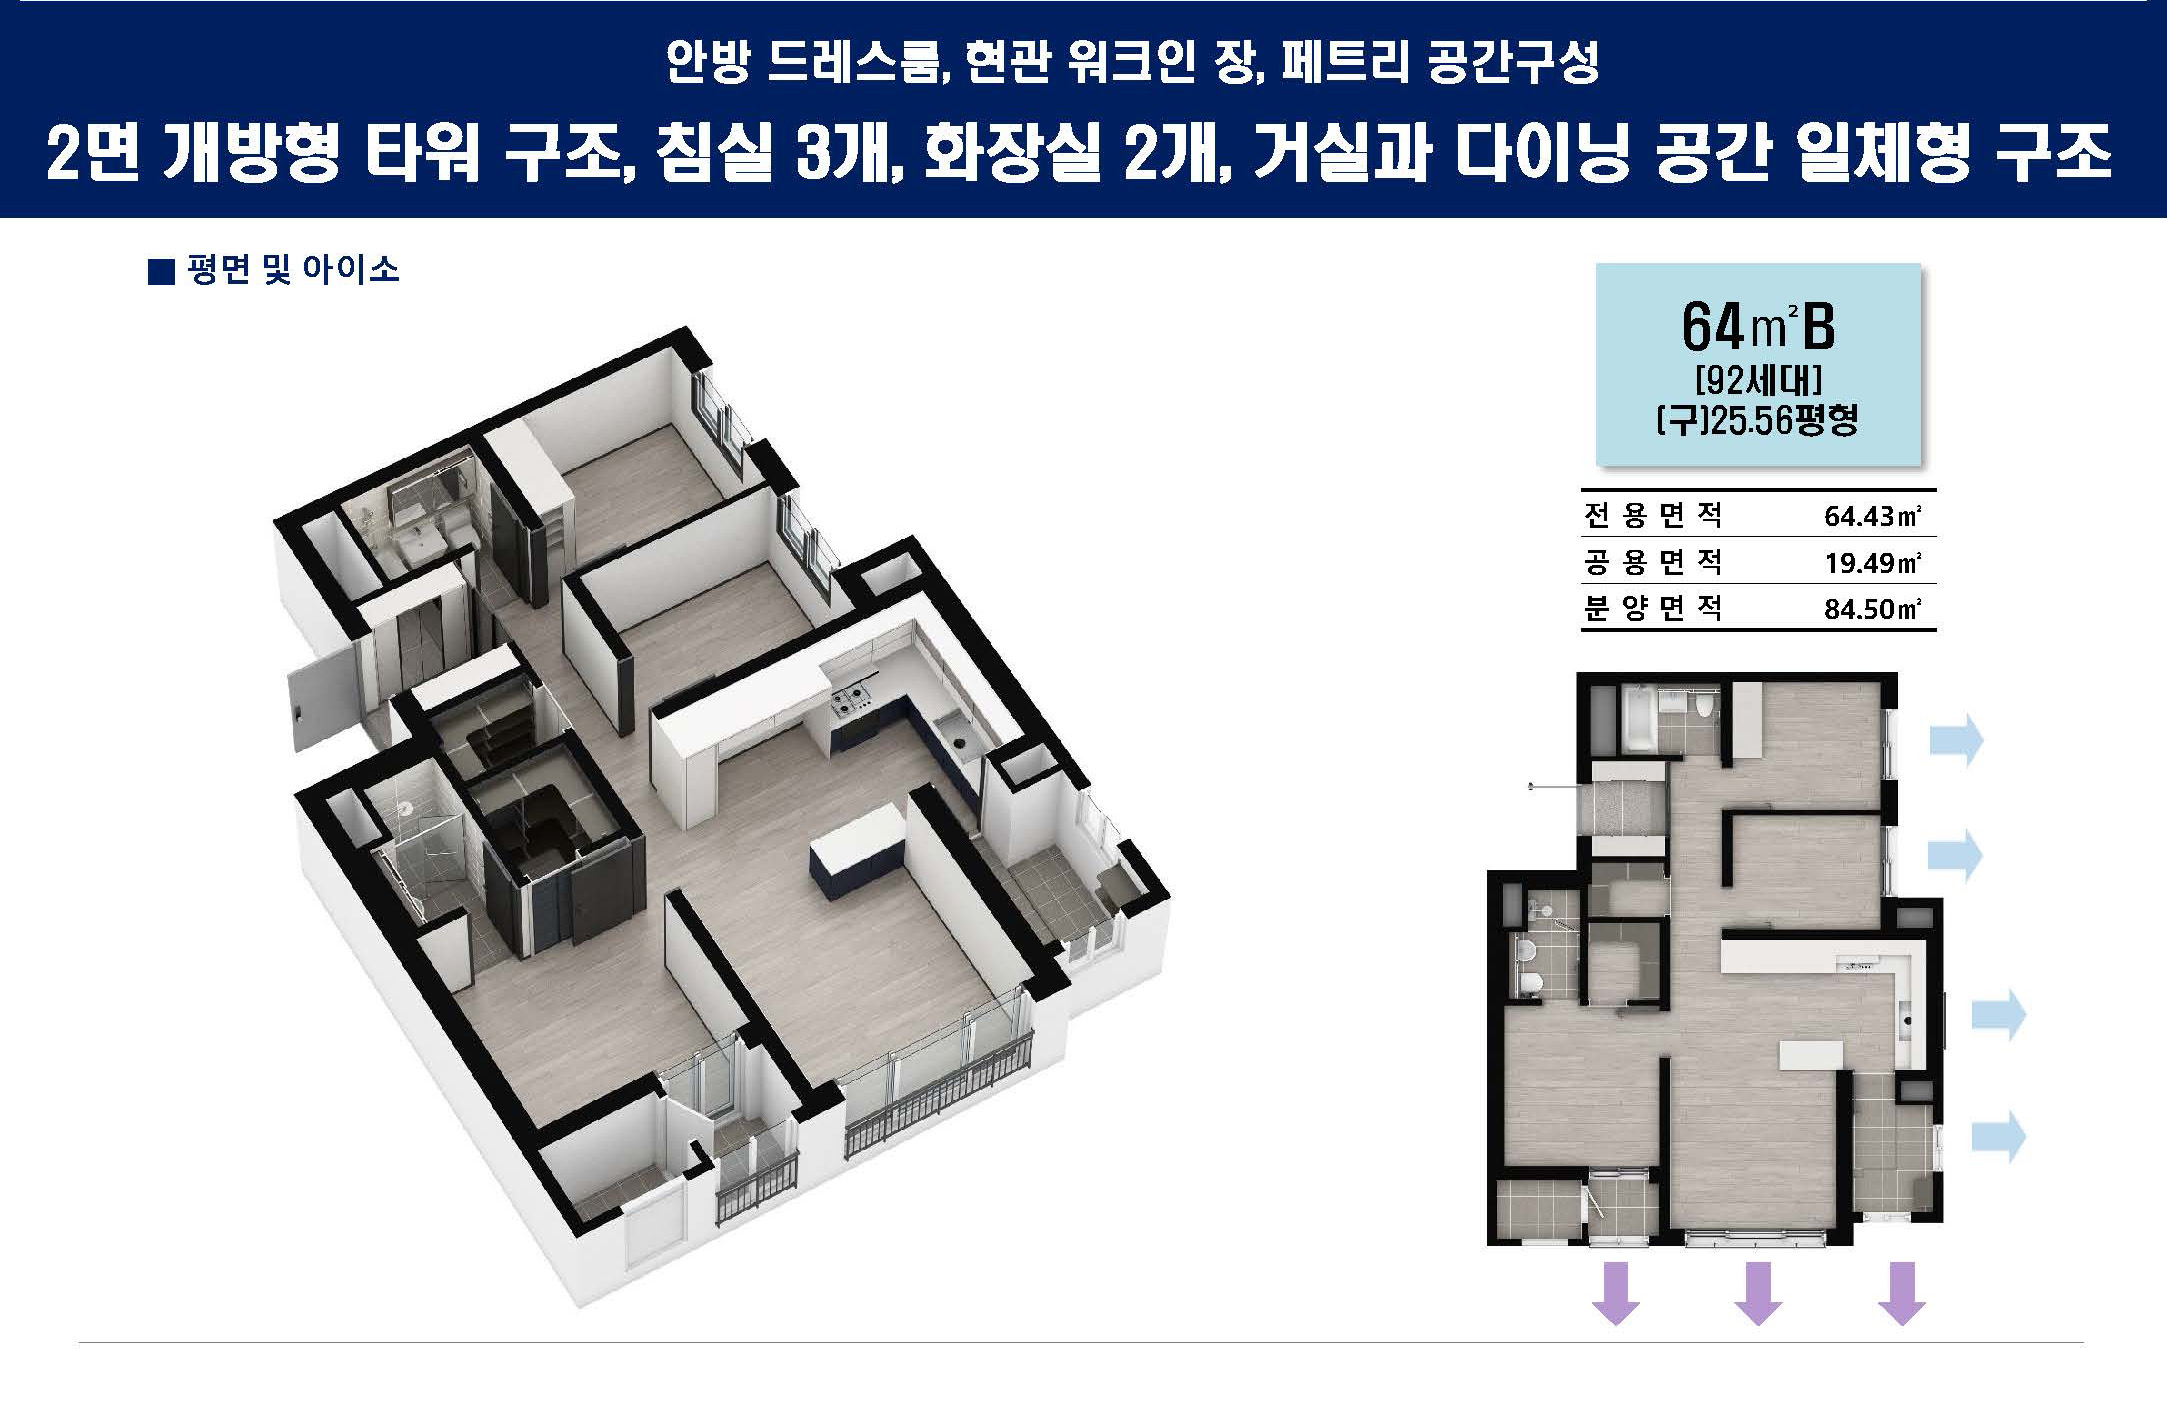 안방 드레스룸, 현관 워크인 장, 페트리 공간구성
2면 개방형 타워 구조, 침실 3개, 화장실 2개, 거실과 다이닝 공간 일체형 구조
■ 평면 및 아이소
64㎡B
[92세대]
(구)25.56평형
전용면적 64.43㎡
공용면적 19.49㎡
분양면적 84.50㎡